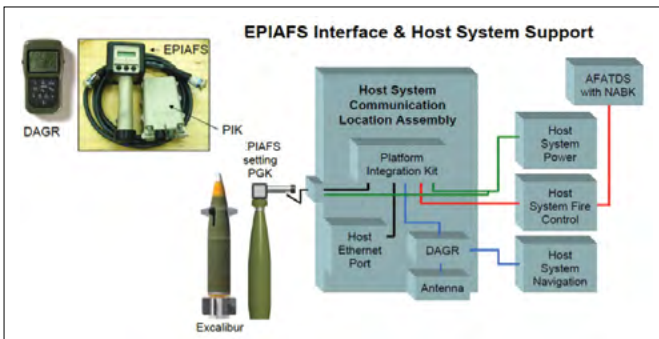 EPIAFS Interface & Host System Support
EPIAFS
DAGR
PIK
EPIAFS
setting
PGK
Excalibur
Host System
Communication
Location Assembly
Platform
Integration Kit
Host
Ethernet
Port
DAGR
Antenna
AFATDS
with NABK
Host
System
Power
Host
System Fire
Control
Host
System
Navigation